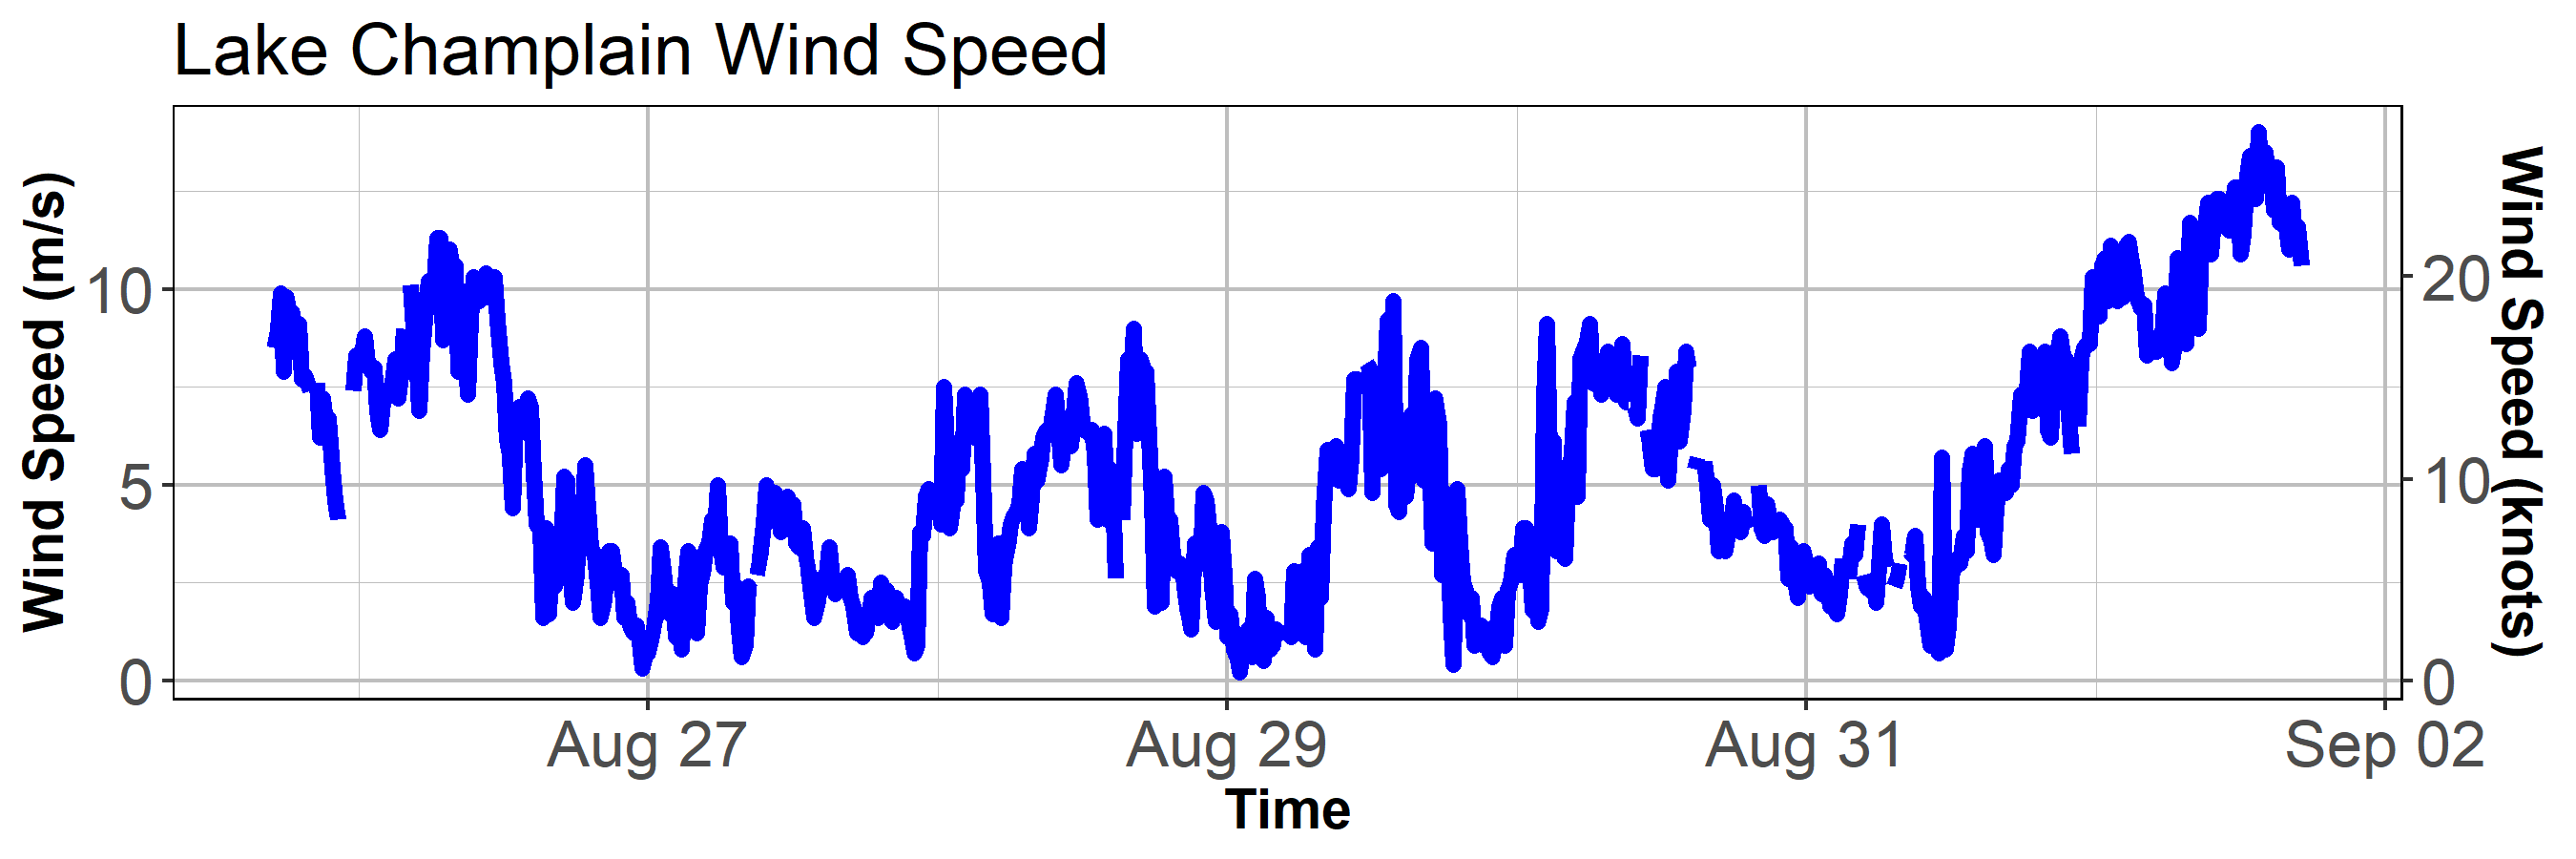 Lake Champlain Wind Speed
Wind Speed (m/s)
10
5
0
20
10
0
Wind Speed (knots)
Aug 27
Aug 29
Aug 31
Sep 02
Time